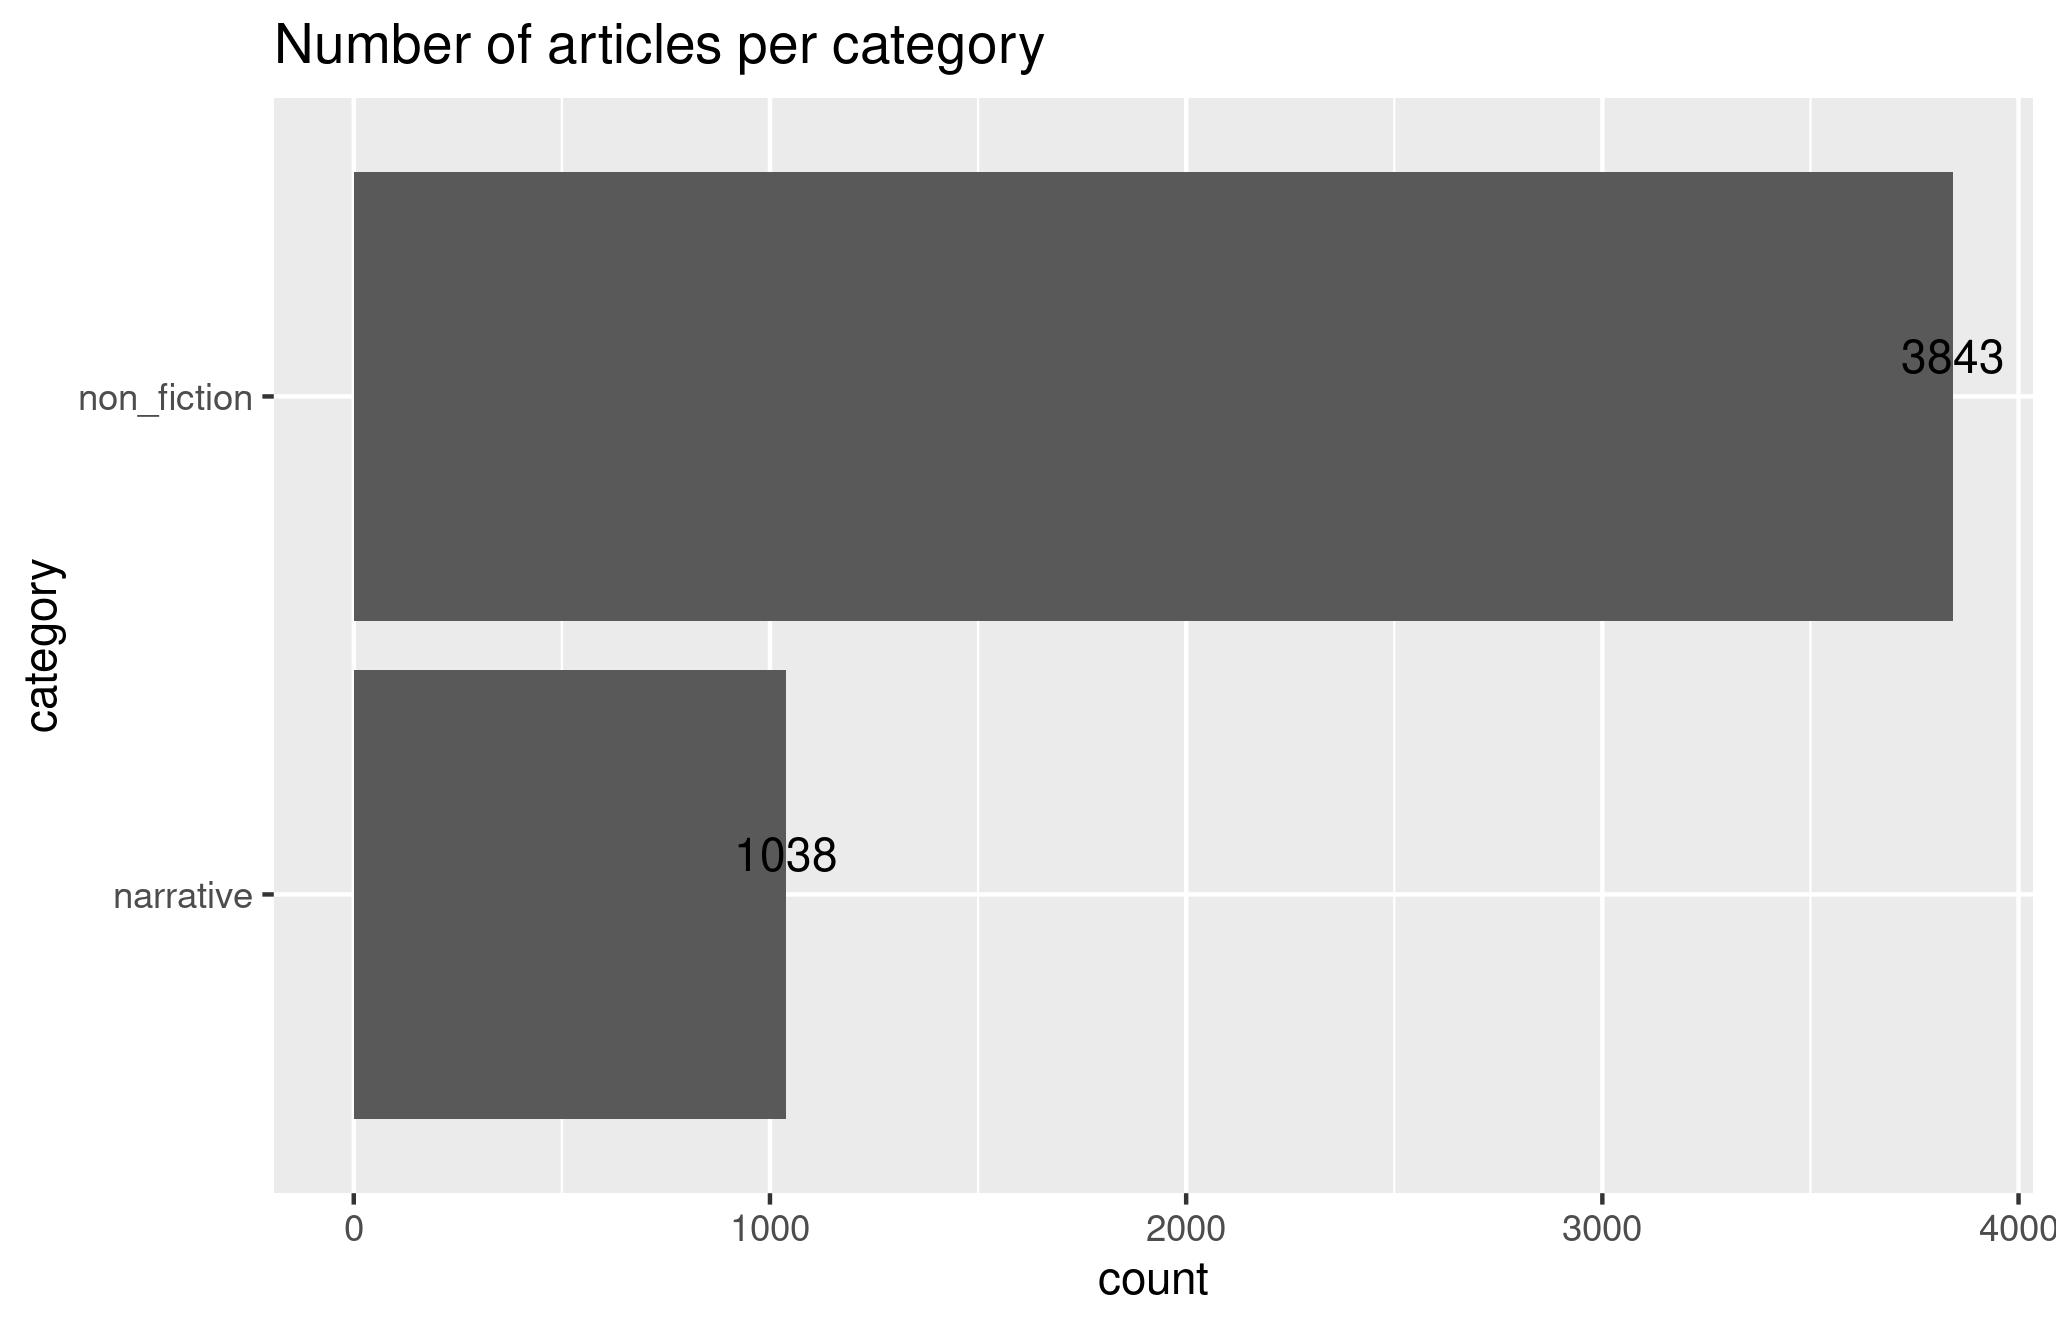 Number of articles per category
non_fiction
3843
category
narrative
1038
0 1000 2000 3000 4000
count